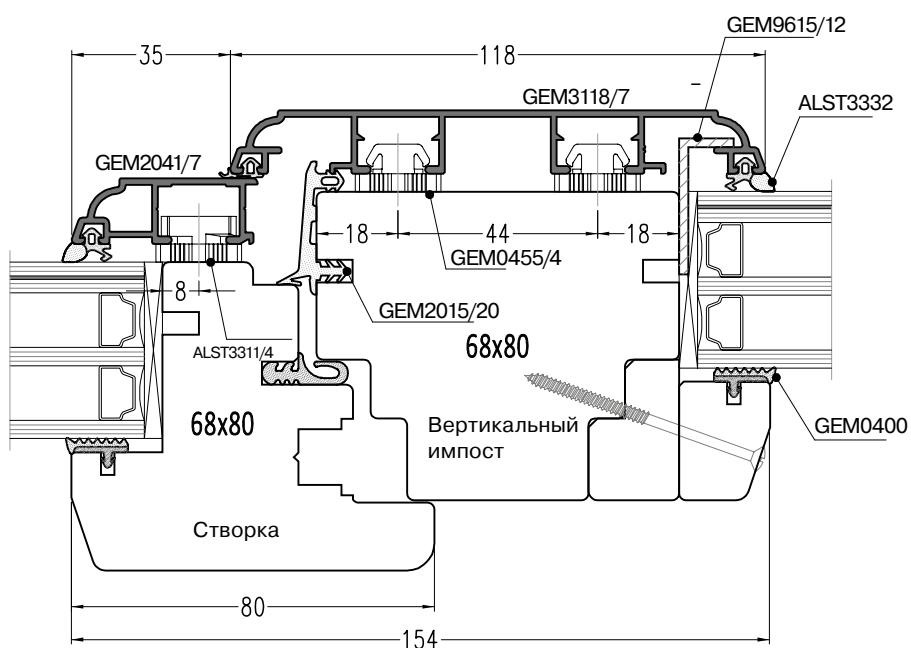 GEM9615/12
35
118
GEM3118/7
ALST3332
GEM2041/7
18
44
18
GEM0455/4
8
GEM2015/20
ALST3311/4
68x80
68x80
Вертикальный
импост
GEM0400
Створка
80
154